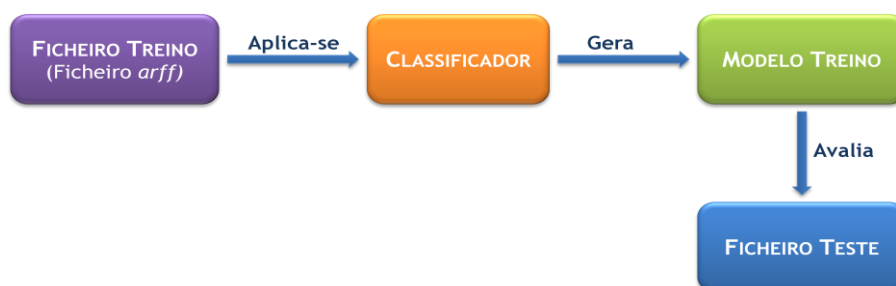 FICHEIRO TREINO
(Ficheiro arff)
Aplica-se
CLASSIFICADOR
Gera
MODELO TREINO
Avalia
FICHEIRO TESTE